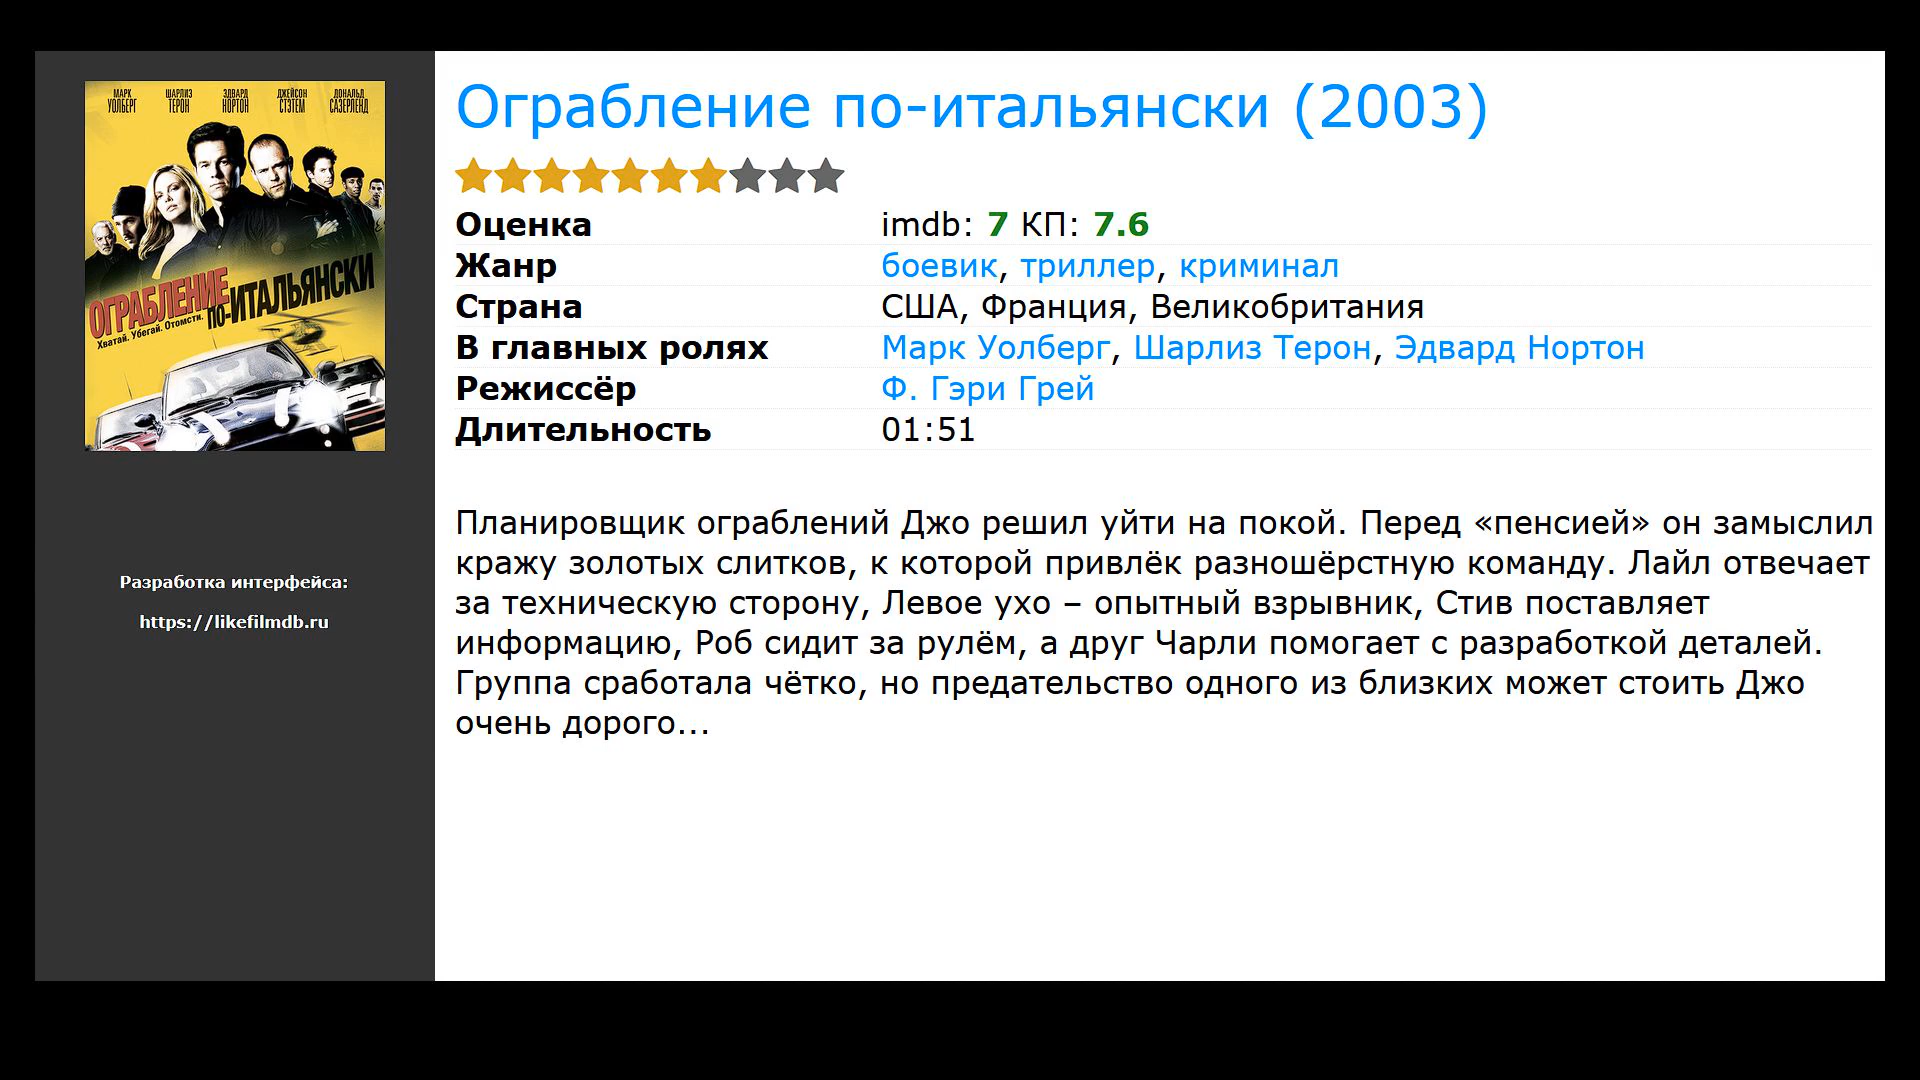 МАРК УОЛБЕРГ ШАРЛИЗ ТЕРОН ЭДВАРД НОРТОН ДЖЕЙСОН СТЭТЕМ ДОНАЛЬД САЗЕРЛЕНД
ОГРАБЛЕНИЕ
ПО-ИТАЛЬЯНСКИ
Хватай. Убегай. Отомсти.
Разработка интерфейса:
https://likefilmdb.ru
Ограбление по-итальянски (2003)
Оценка imdb: 7 КП: 7.6
Жанр боевик, триллер, криминал
Страна США, Франция, Великобритания
В главных ролях Марк Уолберг, Шарлиз Терон, Эдвард Нортон
Режиссёр Ф. Гэри Грей
Длительность 01:51
Планировщик ограблений Джо решил уйти на покой. Перед «пенсией» он замыслил
кражу золотых слитков, к которой привлёк разношёрстную команду. Лайл отвечает
за техническую сторону, Левое ухо – опытный взрывник, Стив поставляет
информацию, Роб сидит за рулём, а друг Чарли помогает с разработкой деталей.
Группа сработала чётко, но предательство одного из близких может стоить Джо
очень дорого...